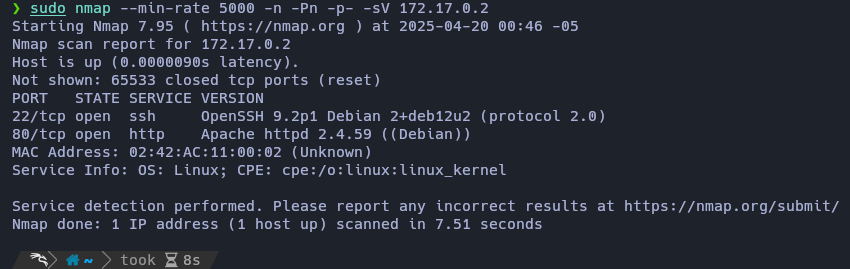 ❯ sudo nmap --min-rate 5000 -n -Pn -p- -sV 172.17.0.2
Starting Nmap 7.95 ( https://nmap.org ) at 2025-04-20 00:46 -05
Nmap scan report for 172.17.0.2
Host is up (0.0000090s latency).
Not shown: 65533 closed tcp ports (reset)
PORT   STATE SERVICE VERSION
22/tcp open  ssh     OpenSSH 9.2p1 Debian 2+deb12u2 (protocol 2.0)
80/tcp open  http    Apache httpd 2.4.59 ((Debian))
MAC Address: 02:42:AC:11:00:02 (Unknown)
Service Info: OS: Linux; CPE: cpe:/o:linux:linux_kernel

Service detection performed. Please report any incorrect results at https://nmap.org/submit/
Nmap done: 1 IP address (1 host up) scanned in 7.51 seconds

~ took 8s